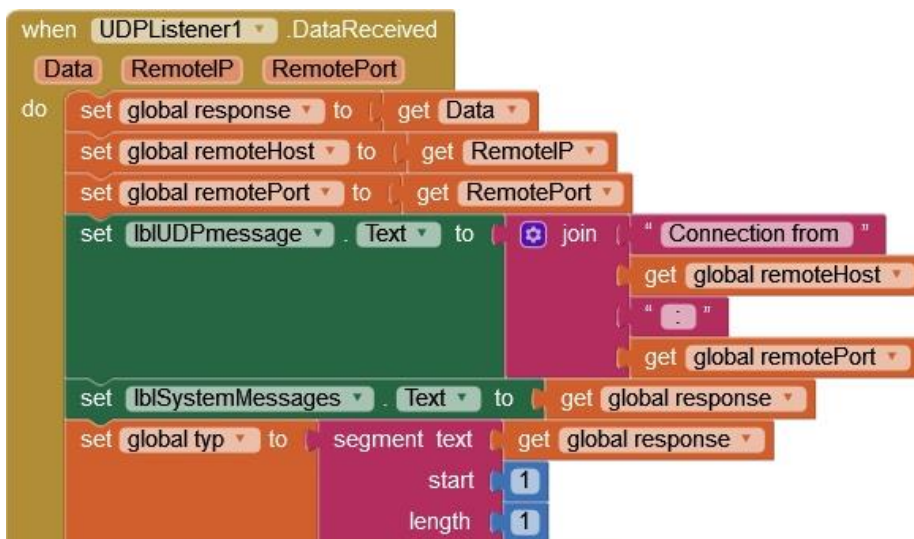 when UDPListener1 .DataReceived
Data RemoteIP RemotePort
do set global response to get Data
set global remoteHost to get RemoteIP
set global remotePort to get RemotePort
set lblUDPmessage . Text to join " Connection from "
get global remoteHost
" : "
get global remotePort
set lblSystemMessages . Text to get global response
set global typ to segment text get global response
start 1
length 1